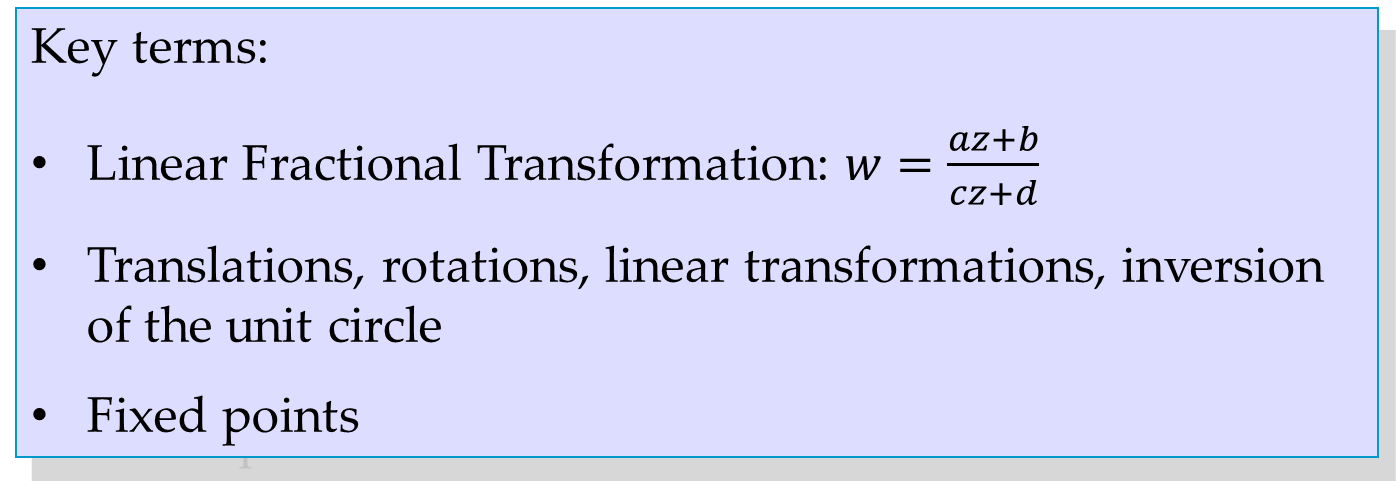 Key terms:
• Linear Fractional Transformation: w = az+b / cz+d
• Translations, rotations, linear transformations, inversion
of the unit circle
• Fixed points